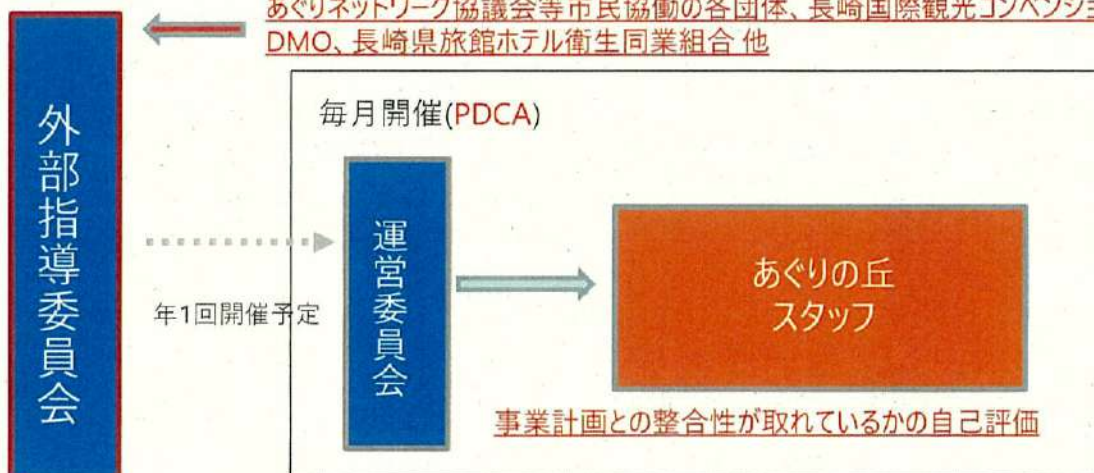 あぐりネットワーク協議会等市民協働の各団体、長崎国際観光コンベンショ
DMO、長崎県旅館ホテル衛生同業組合 他
毎月開催(PDCA)
外部指導委員会
年1回開催予定
運営委員会
あぐりの丘
スタッフ
事業計画との整合性が取れているかの自己評価